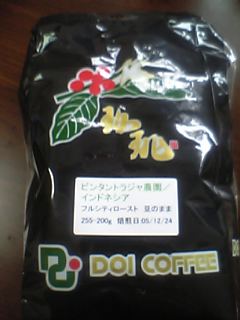 珈琲
ビンタントラジャ農園／
インドネシア
フルシティロースト 豆のまま
255-200g 焙煎日:05/12/24
DOI COFFEE